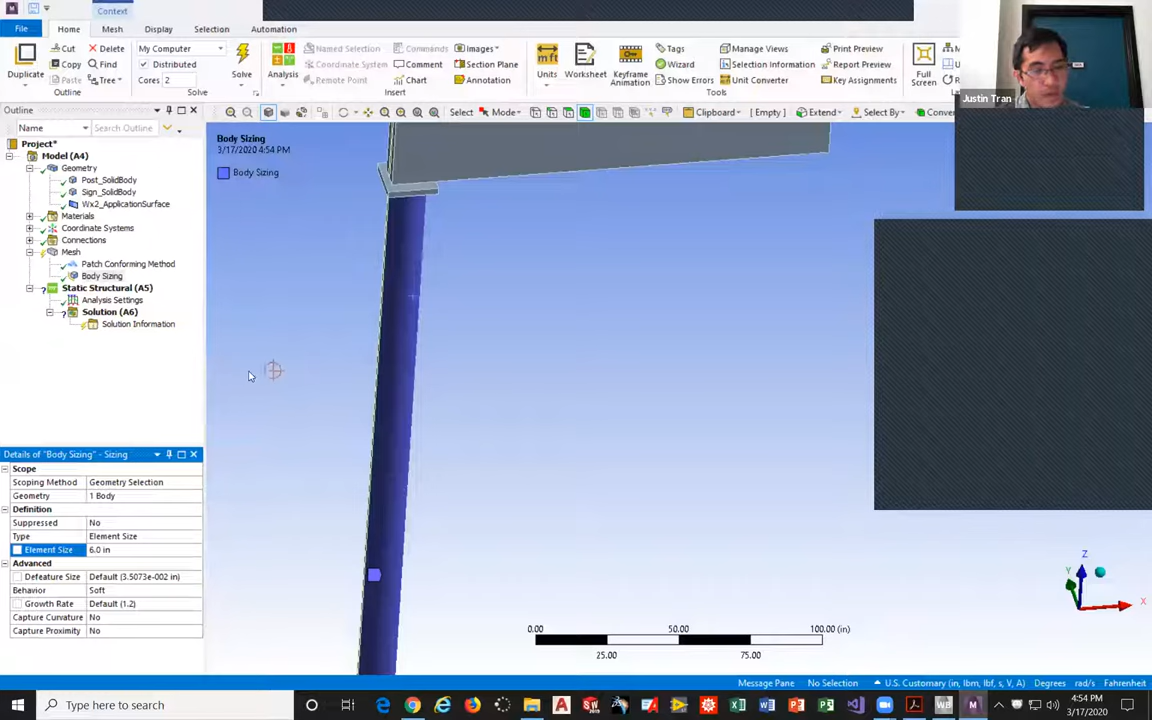 Context
File
Home
Mesh
Display
Selection
Automation
Duplicate
Cut
Copy
Paste
Delete
Find
Tree
Outline
My Computer
Distributed
Cores 2
Solve
Solve
Analysis
Named Selection
Coordinate System
Remote Point
Commands
Comment
Chart
Images
Section Plane
Annotation
Insert
Units
Worksheet
Keyframe
Animation
Tags
Wizard
Show Errors
Manage Views
Selection Information
Unit Converter
Print Preview
Report Preview
Key Assignments
Tools
Full
Screen
Justin Tran
Outline
Name
Search Outline
Select
Mode
Clipboard
[ Empty ]
Extend
Select By
Conver
Project*
Model (A4)
Geometry
Post_SolidBody
Sign_SolidBody
Wx2_ApplicationSurface
Materials
Coordinate Systems
Connections
Mesh
Patch Conforming Method
Body Sizing
Static Structural (A5)
Analysis Settings
Solution (A6)
Solution Information
Body Sizing
3/17/2020 4:54 PM
Body Sizing
Details of "Body Sizing" - Sizing
Scope
Scoping Method Geometry Selection
Geometry 1 Body
Definition
Suppressed No
Type Element Size
Element Size 6.0 in
Advanced
Defeature Size Default (3.5073e-002 in)
Behavior Soft
Growth Rate Default (1.2)
Capture Curvature No
Capture Proximity No
0.00 50.00 100.00 (in)
25.00 75.00
Z
Y
X
Message Pane
No Selection
U.S. Customary (in, lbm, lbf, s, V, A)
Degrees
rad/s
Fahrenheit
Type here to search
4:54 PM
3/17/2020